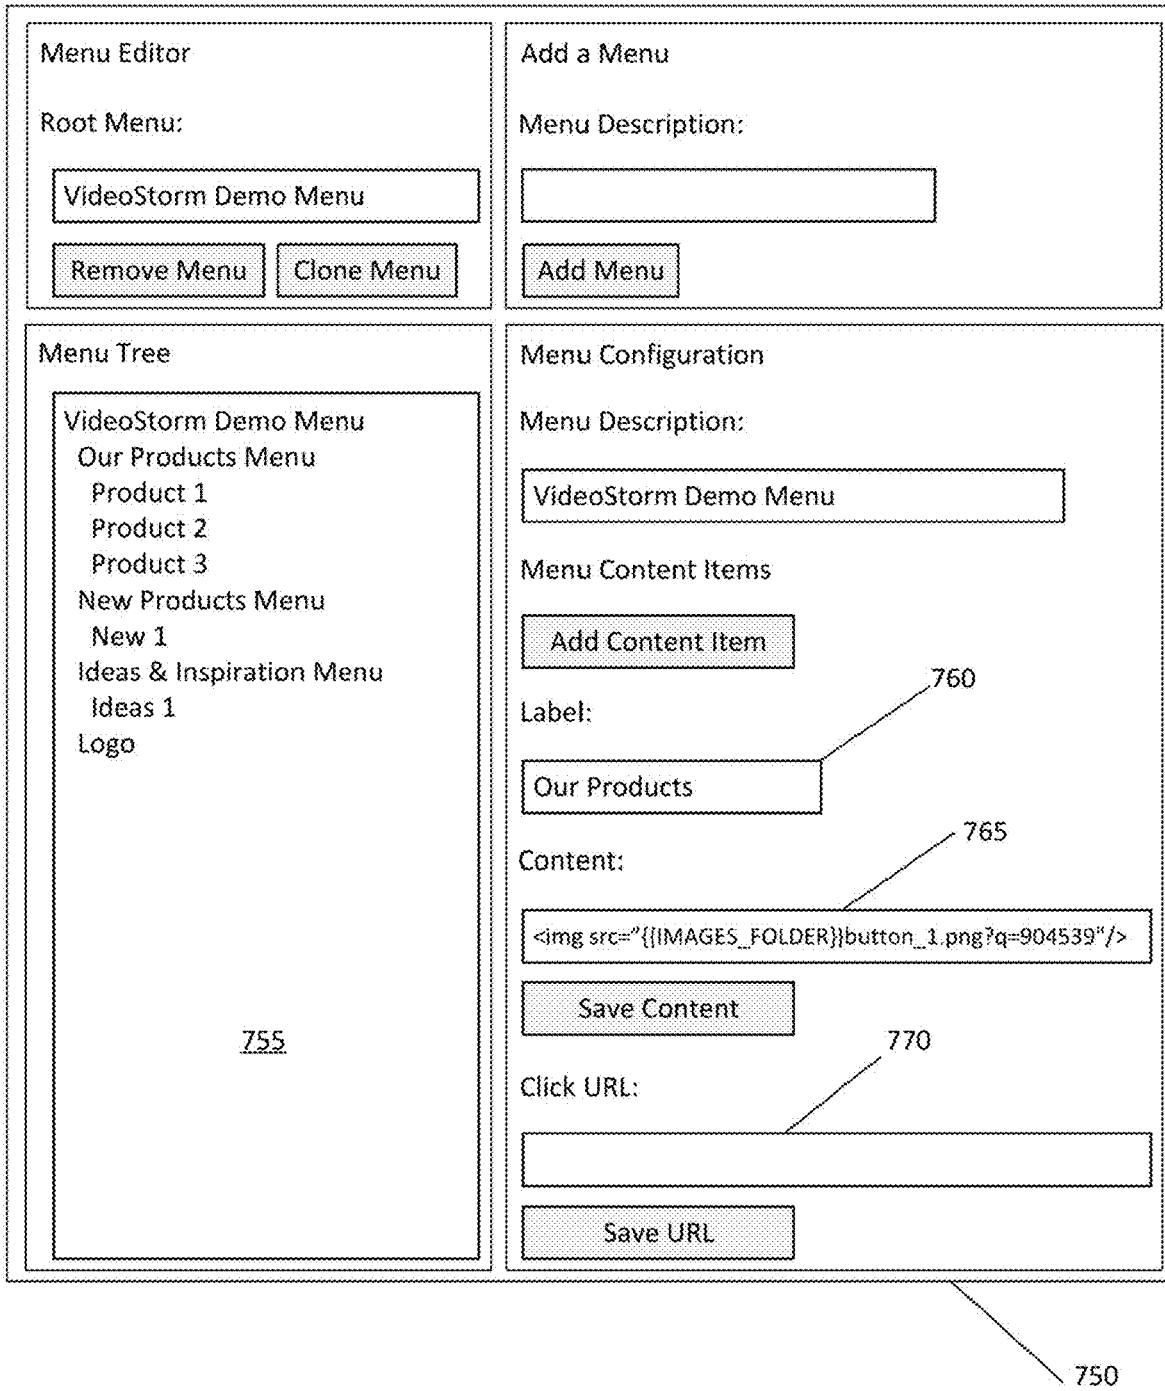 Menu Editor
Root Menu:
VideoStorm Demo Menu
Remove Menu
Clone Menu
Add a Menu
Menu Description:
Add Menu
Menu Tree
VideoStorm Demo Menu
Our Products Menu
Product 1
Product 2
Product 3
New Products Menu
New 1
Ideas & Inspiration Menu
Ideas 1
Logo
755
Menu Configuration
Menu Description:
VideoStorm Demo Menu
Menu Content Items
Add Content Item
760
Label:
Our Products
765
Content:
<img src="{{IMAGES_FOLDER}}button_1.png?q=904539"/>
Save Content
770
Click URL:
Save URL
750